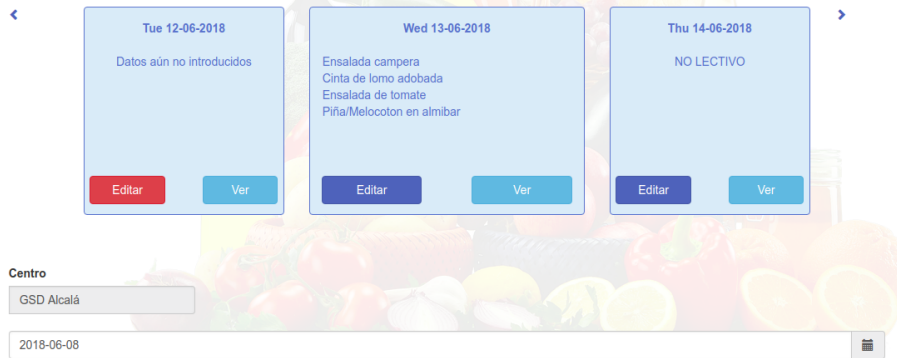 Tue 12-06-2018
Datos aún no introducidos
Editar
Ver
Wed 13-06-2018
Ensalada campera
Cinta de lomo adobada
Ensalada de tomate
Piña/Melocoton en almibar
Editar
Ver
Thu 14-06-2018
NO LECTIVO
Editar
Ver
Centro
GSD Alcalá
2018-06-08